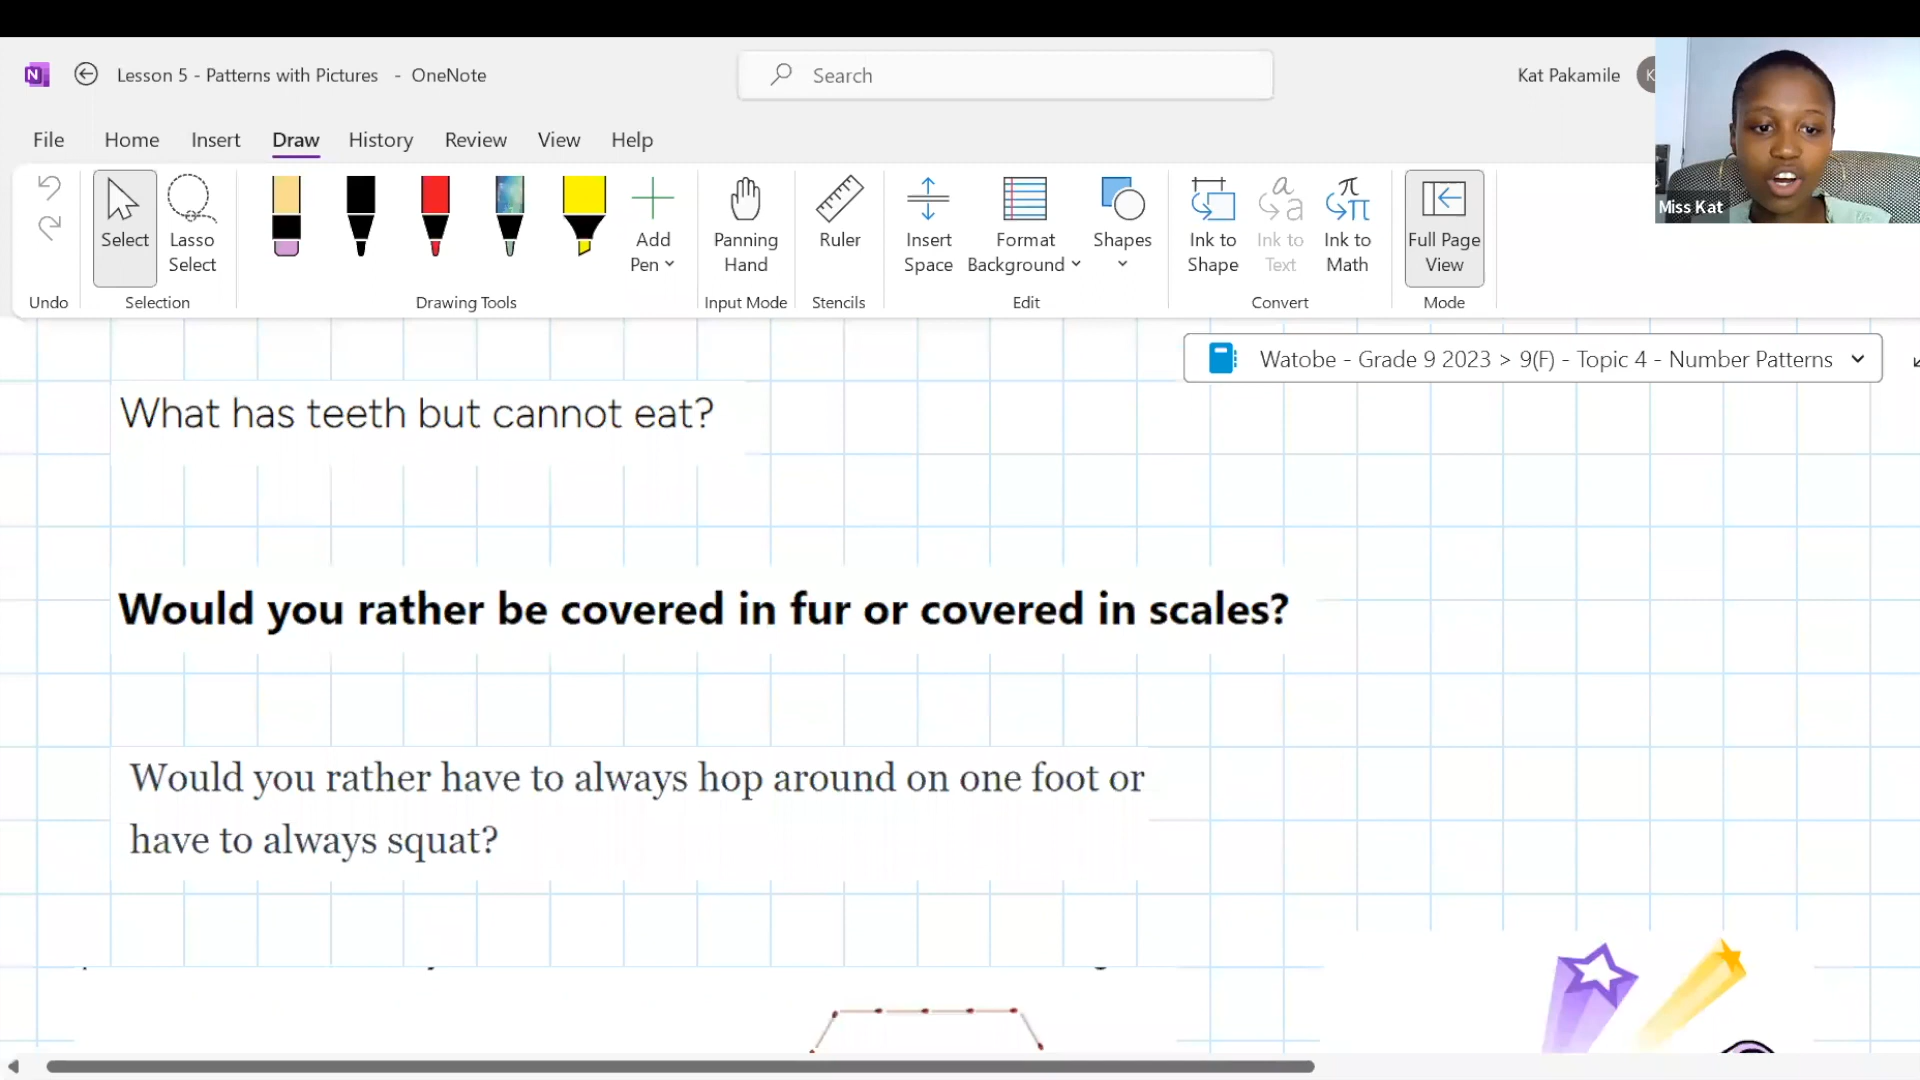 Lesson 5 - Patterns with Pictures - OneNote
Search
Kat Pakamile
K
Miss Kat
File Home Insert Draw History Review View Help
Select
Lasso Select
Add Pen
Panning Hand
Ruler
Insert Space
Format Background
Shapes
Ink to Shape
Ink to Text
Ink to Math
Full Page View
Undo Selection Drawing Tools Input Mode Stencils Edit Convert Mode
Watobe - Grade 9 2023 > 9(F) - Topic 4 - Number Patterns
What has teeth but cannot eat?
Would you rather be covered in fur or covered in scales?
Would you rather have to always hop around on one foot or
have to always squat?